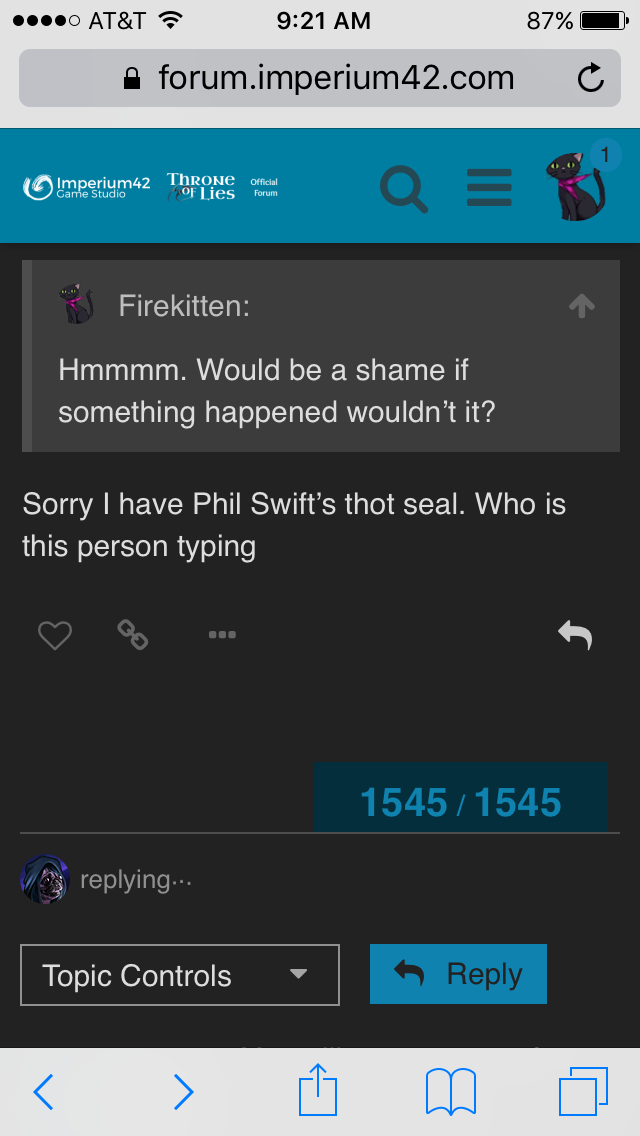 AT&T 9:21 AM 87%
forum.imperium42.com
Imperium42
Game Studio
Throne
of Lies
Official
Forum
1
Firekitten:
Hmmmm. Would be a shame if
something happened wouldn’t it?
Sorry I have Phil Swift’s thot seal. Who is
this person typing
1545 / 1545
replying...
Topic Controls
Reply